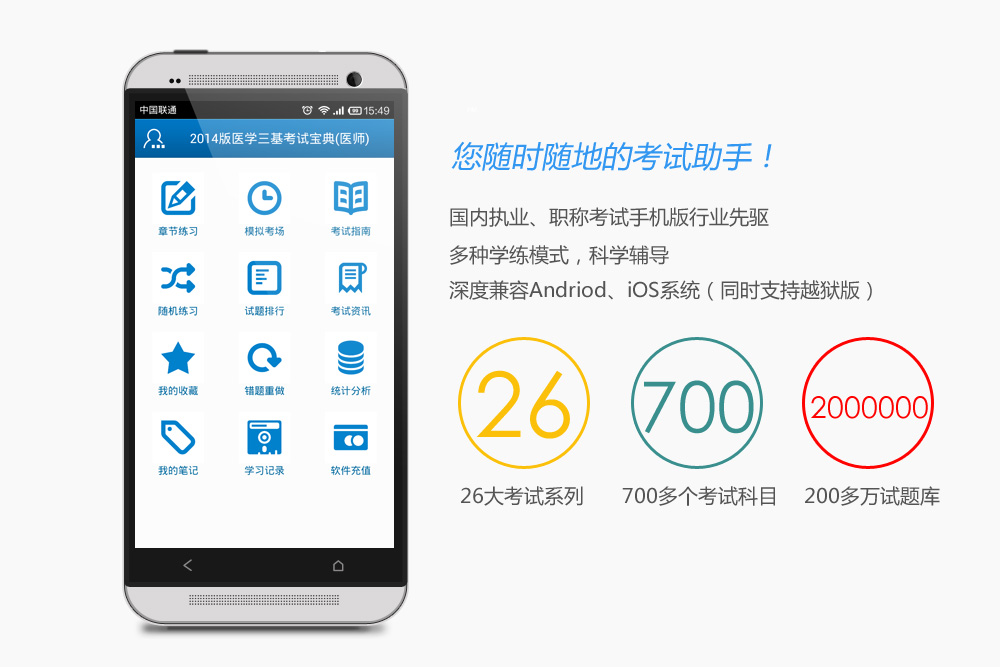 中国联通
99
15:49
2014版医学三基考试宝典(医师)
章节练习
模拟考场
考试指南
随机练习
试题排行
考试资讯
我的收藏
错题重做
统计分析
我的笔记
学习记录
软件充值
您随时随地的考试助手！
国内执业、职称考试手机版行业先驱
多种学练模式，科学辅导
深度兼容Andriod、iOS系统（同时支持越狱版）
26
700
2000000
26大考试系列
700多个考试科目
200多万试题库